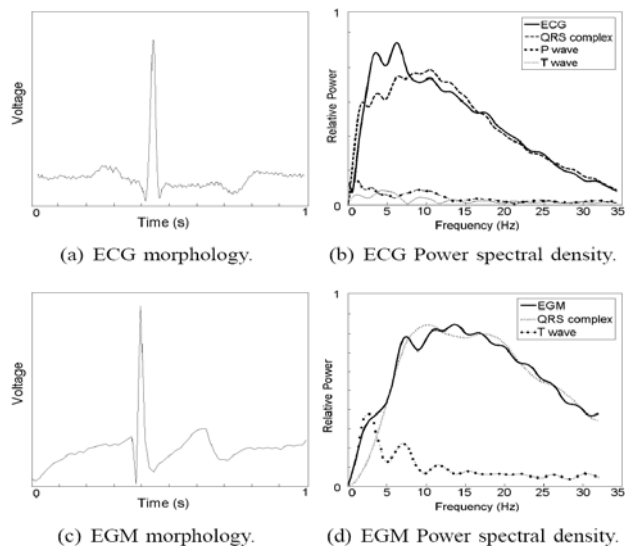 1
ECG
QRS complex
P wave
T wave
Voltage
Relative Power
0
0
1
0
5
10
15
20
25
30
35
Time (s)
Frequency (Hz)
(a) ECG morphology.
(b) ECG Power spectral density.
1
EGM
QRS complex
T wave
Voltage
Relative Power
0
0
1
0
5
10
15
20
25
30
35
Time (s)
Frequency (Hz)
(c) EGM morphology.
(d) EGM Power spectral density.